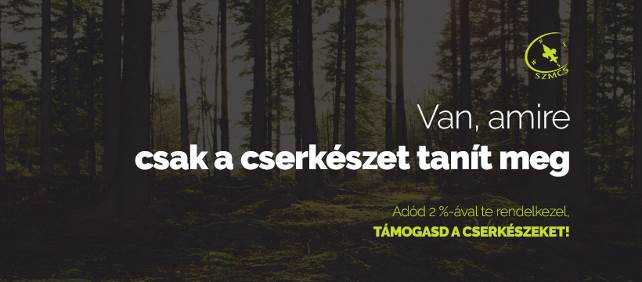 SZMCS
Van, amire
csak a cserkészet tanít meg
Adód 2 %-ával te rendelkezel,
TÁMOGASD A CSERKÉSZEKET!